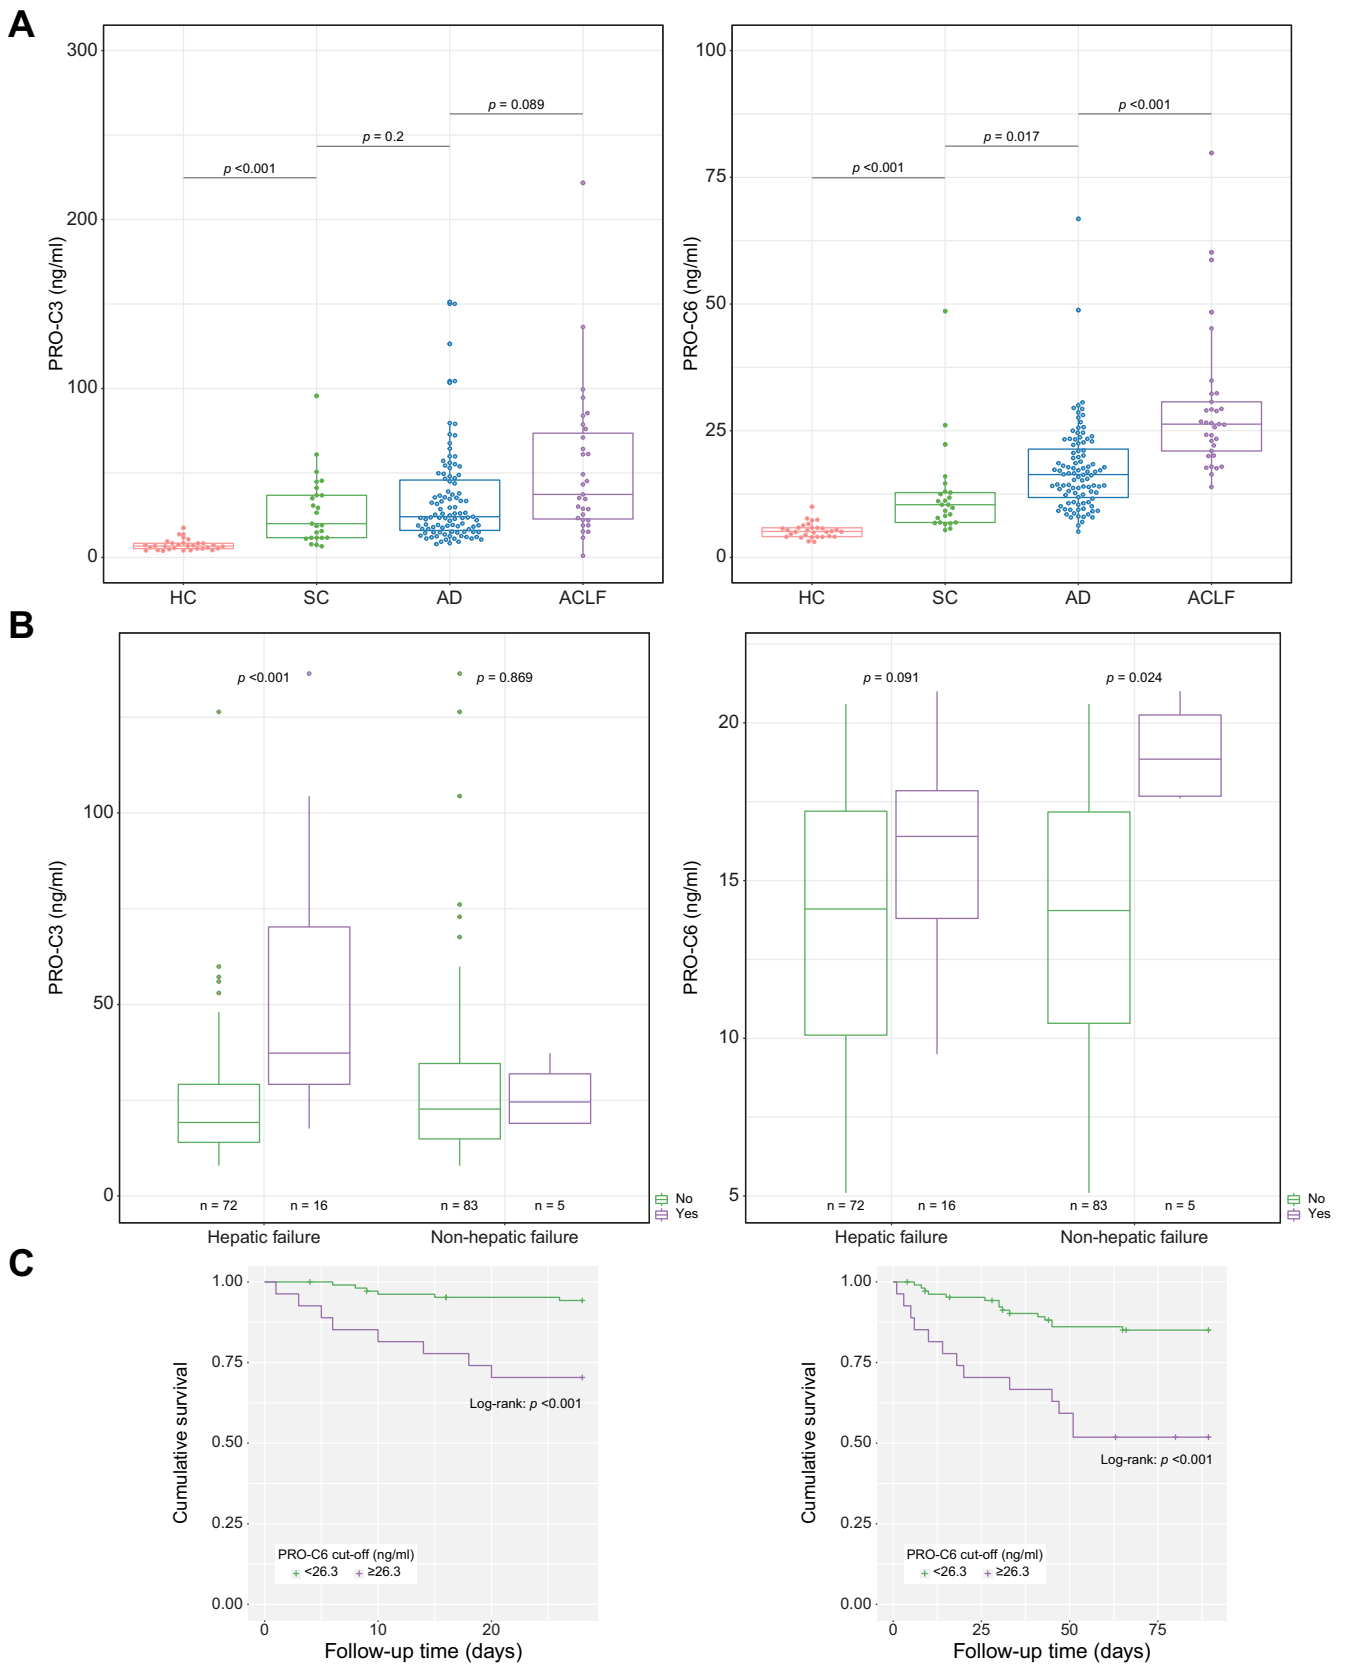 A
300
200
100
0
PRO-C3 (ng/ml)
p <0.001
p = 0.2
p = 0.089
HC
SC
AD
ACLF
100
75
50
25
0
PRO-C6 (ng/ml)
p <0.001
p = 0.017
p <0.001
HC
SC
AD
ACLF
B
100
50
0
PRO-C3 (ng/ml)
p <0.001
p = 0.869
n = 72
n = 16
n = 83
n = 5
Hepatic failure
Non-hepatic failure
No
Yes
20
15
10
5
PRO-C6 (ng/ml)
p = 0.091
p = 0.024
n = 72
n = 16
n = 83
n = 5
Hepatic failure
Non-hepatic failure
No
Yes
C
1.00
0.75
0.50
0.25
0.00
Cumulative survival
Log-rank: p <0.001
PRO-C6 cut-off (ng/ml)
<26.3 ≥26.3
0
10
20
Follow-up time (days)
1.00
0.75
0.50
0.25
0.00
Cumulative survival
Log-rank: p <0.001
PRO-C6 cut-off (ng/ml)
<26.3 ≥26.3
0
25
50
75
Follow-up time (days)